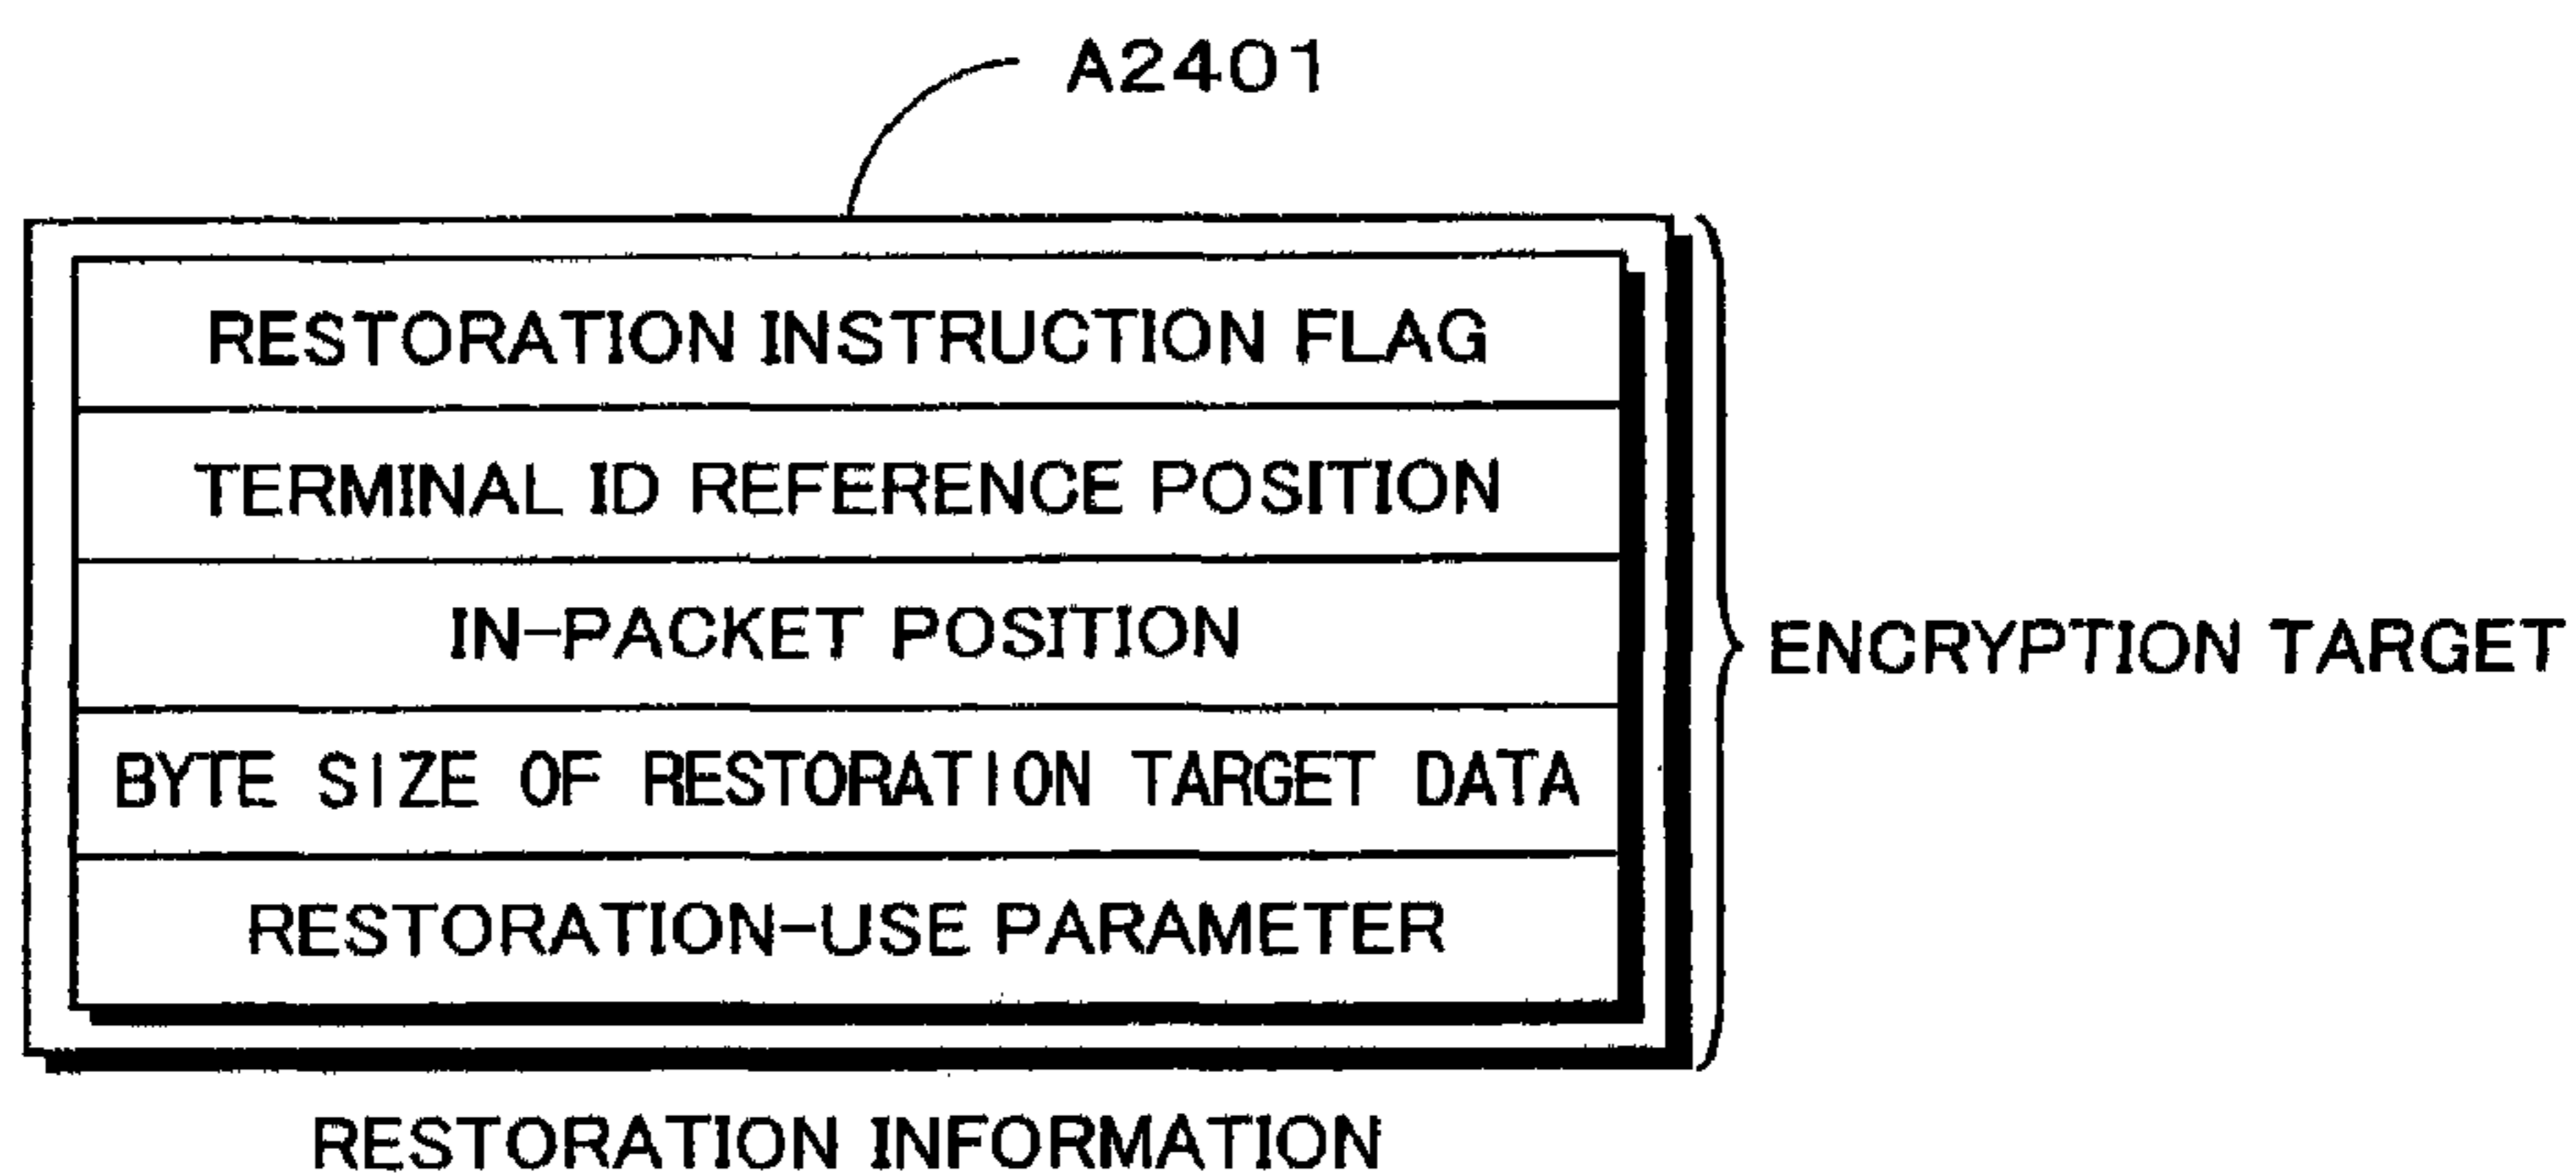 A2401
RESTORATION INSTRUCTION FLAG
TERMINAL ID REFERENCE POSITION
IN-PACKET POSITION
ENCRYPTION TARGET
BYTE SIZE OF RESTORATION TARGET DATA
RESTORATION-USE PARAMETER
RESTORATION INFORMATION